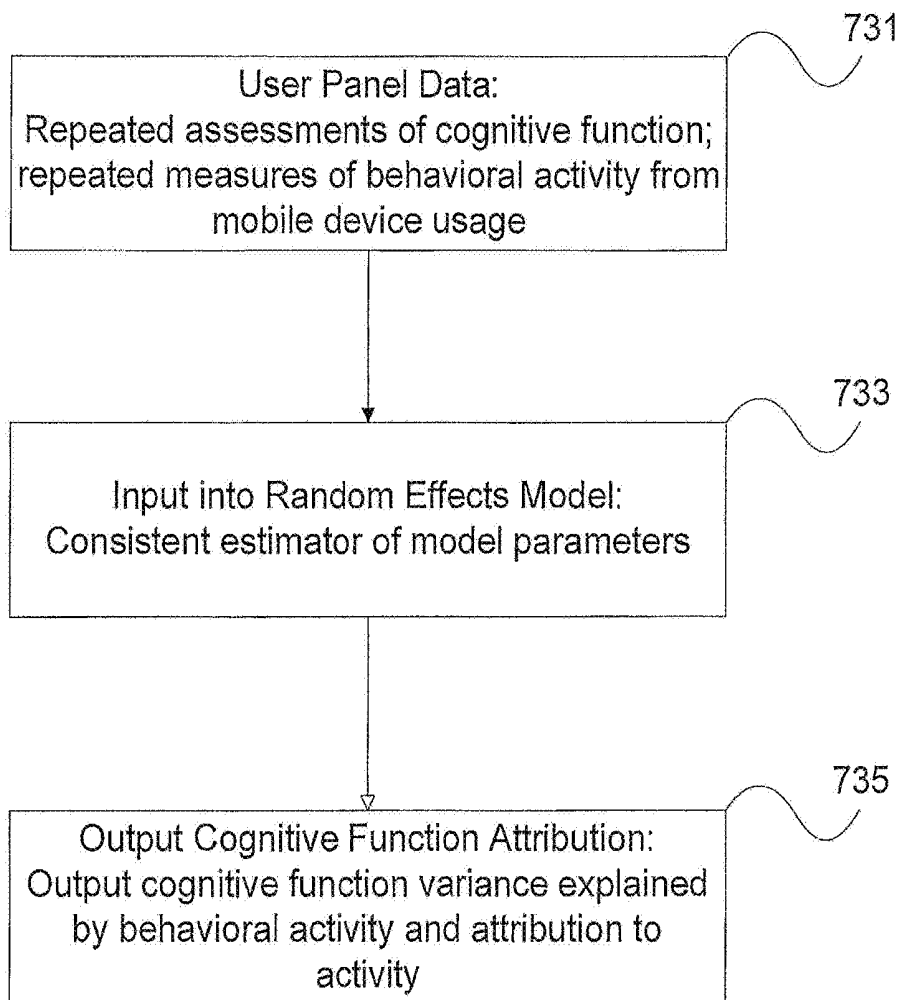 731
User Panel Data:
Repeated assessments of cognitive function;
repeated measures of behavioral activity from
mobile device usage
733
Input into Random Effects Model:
Consistent estimator of model parameters
735
Output Cognitive Function Attribution:
Output cognitive function variance explained
by behavioral activity and attribution to
activity